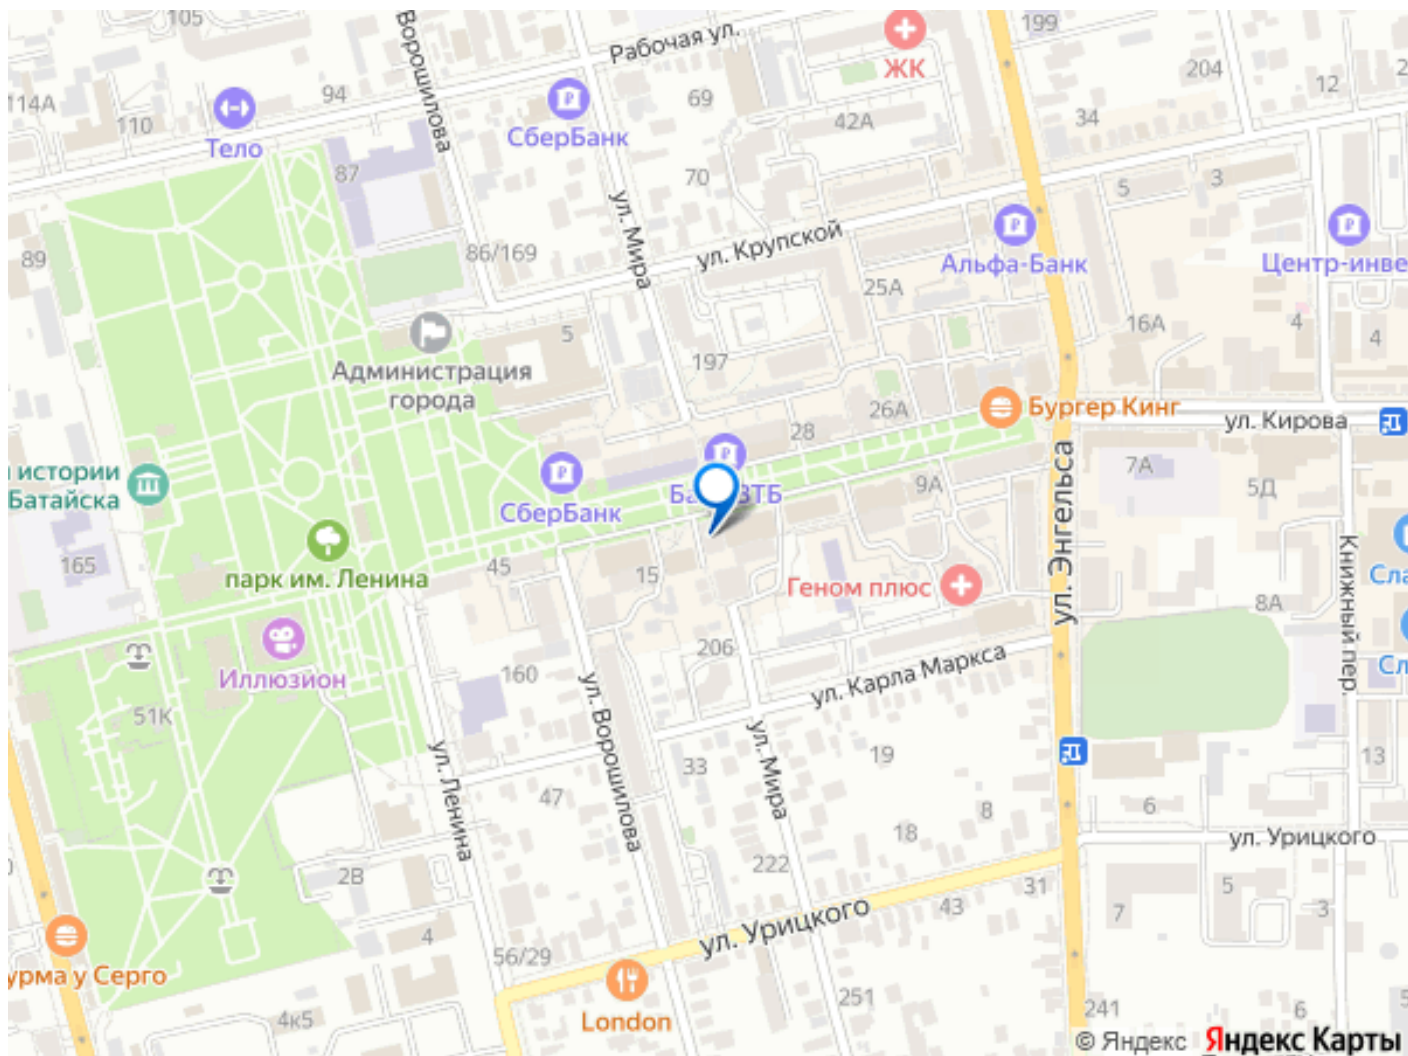 105
Ворошилова
Рабочая ул.
ЖК
199
204
12
114А
110
94
Тело
СберБанк
69
42А
34
87
70
5
3
ул. Мира
86/169
ул. Крупской
Альфа-Банк
Центр-инве
89
25А
16А
4
4
5
Администрация
города
197
26А
28
Бургер Кинг
ул. Кирова
и истории
Батайска
СберБанк
ВТБ
9А
7А
5Д
ул. Энгельса
165
парк им. Ленина
45
15
Геном плюс
8А
Книжный пер.
Сла
Иллюзион
160
206
ул. Карла Маркса
Сл
51К
ул. Ленина
ул. Ворошилова
33
ул. Мира
19
13
47
8
18
6
ул. Урицкого
2В
222
31
5
7
43
3
4
ул. Урицкого
56/29
урма у Серго
4к5
London
251
241
6
5
© Яндекс Яндекс Карты